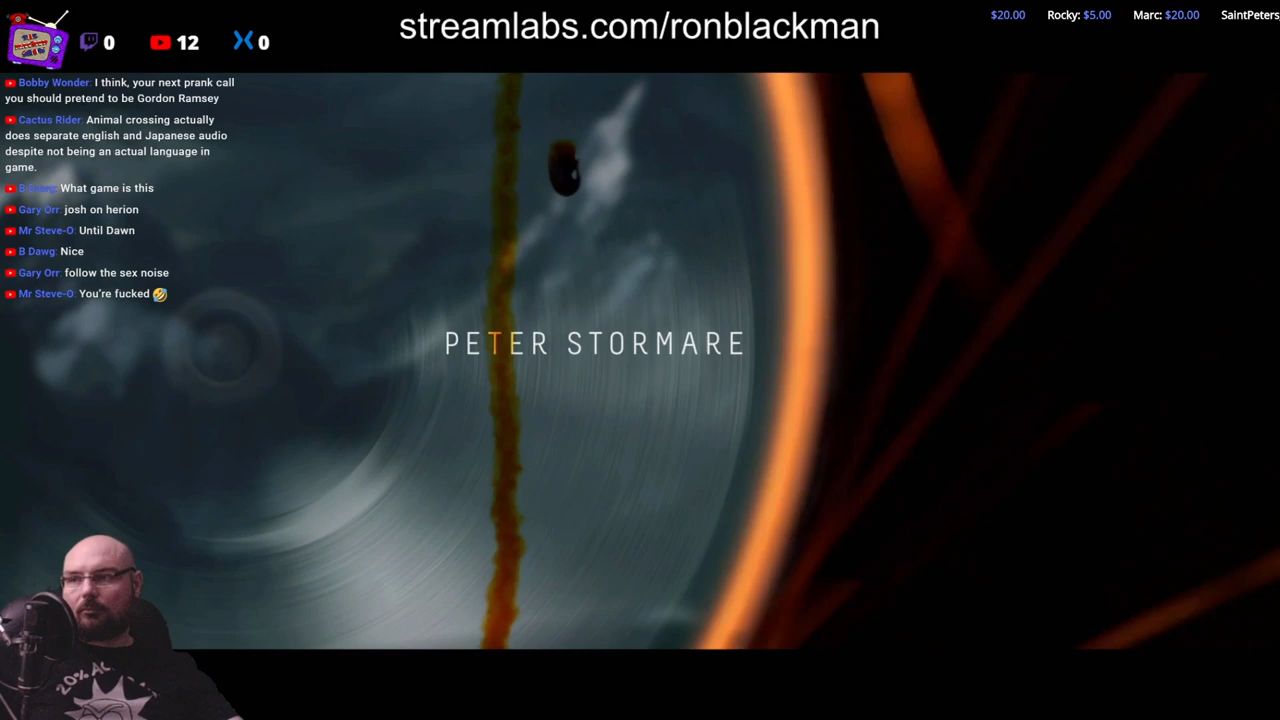 streamlabs.com/ronblackman
$20.00 Rocky: $5.00 Marc: $20.00 SaintPeters
0 12 0
Bobby Wonder: I think, your next prank call
you should pretend to be Gordon Ramsey
Cactus Rider: Animal crossing actually
does separate english and Japanese audio
despite not being an actual language in
game.
B Dawg: What game is this
Gary Orr: josh on herion
Mr Steve-O: Until Dawn
B Dawg: Nice
Gary Orr: follow the sex noise
Mr Steve-O: You're fucked 🤣
PETER STORMARE
20% AC